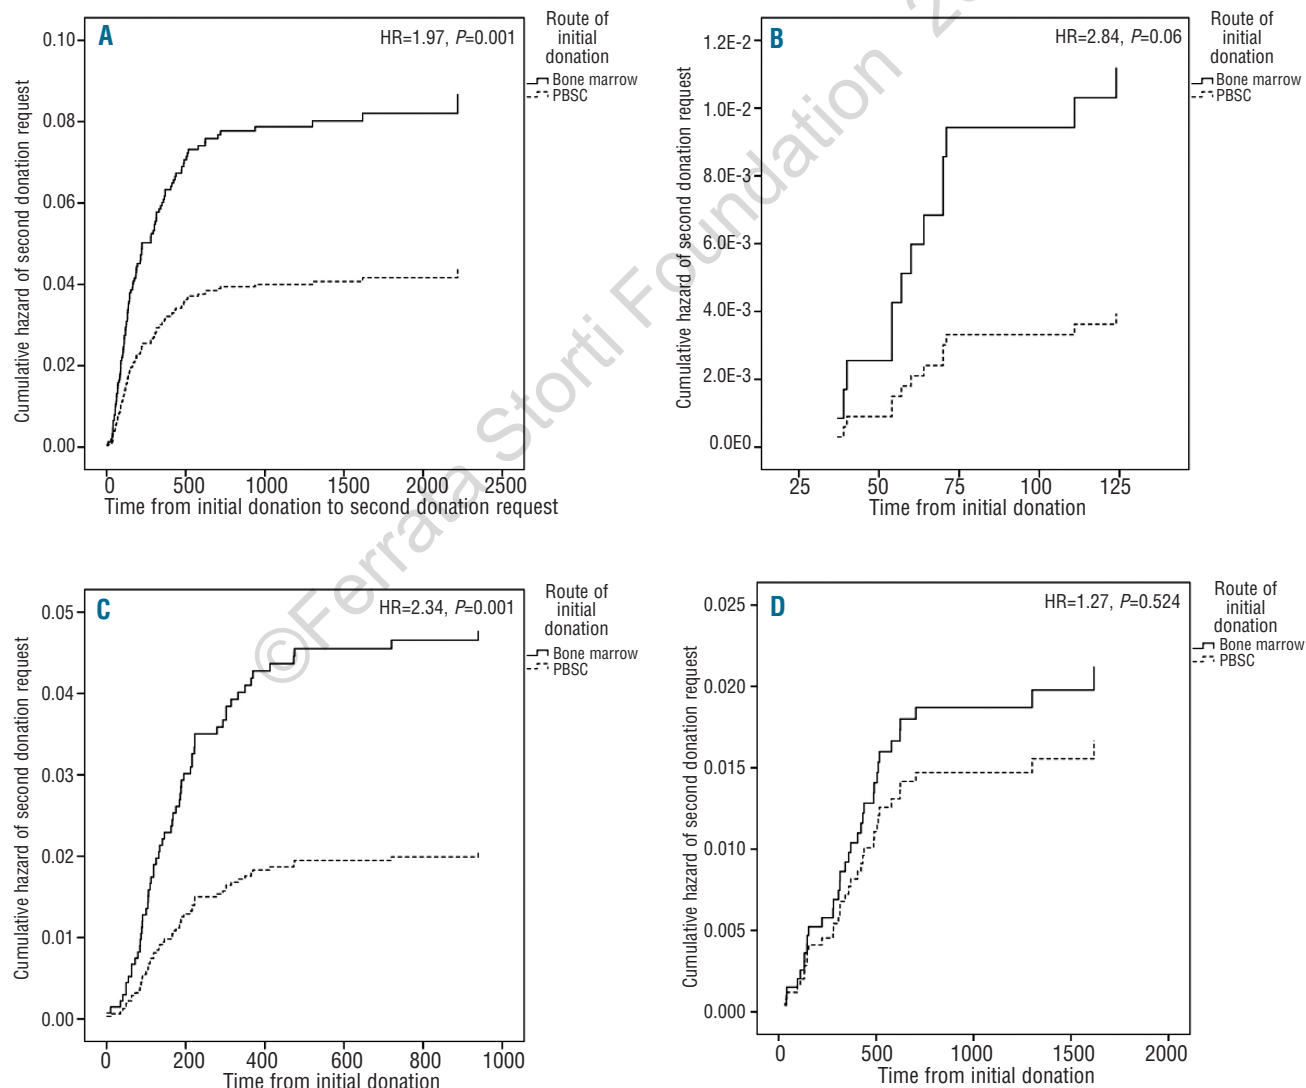 A
HR=1.97, P=0.001
Route of
initial
donation
Bone marrow
PBSC
Cumulative hazard of second donation request
0.10
0.08
0.06
0.04
0.02
0.00
0 500 1000 1500 2000 2500
Time from initial donation to second donation request
B
HR=2.84, P=0.06
Route of
initial
donation
Bone marrow
PBSC
Cumulative hazard of second donation request
1.2E-2
1.0E-2
8.0E-3
6.0E-3
4.0E-3
2.0E-3
0.0E0
25 50 75 100 125
Time from initial donation
C
HR=2.34, P=0.001
Route of
initial
donation
Bone marrow
PBSC
Cumulative hazard of second donation request
0.05
0.04
0.03
0.02
0.01
0.00
0 200 400 600 800 1000
Time from initial donation
D
HR=1.27, P=0.524
Route of
initial
donation
Bone marrow
PBSC
Cumulative hazard of second donation request
0.025
0.020
0.015
0.010
0.005
0.000
0 500 1000 1500 2000
Time from initial donation
©Ferrata Storti Foundation